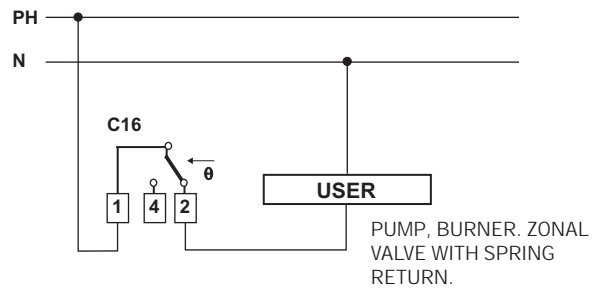 PH
N
C16
θ
1 4 2
USER
PUMP, BURNER. ZONAL
VALVE WITH SPRING
RETURN.